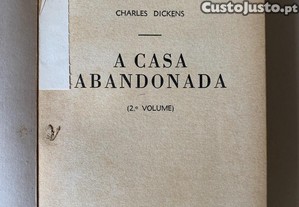 CustoJusto.pt
CHARLES DICKENS
A CASA
ABANDONADA
(2.º VOLUME)